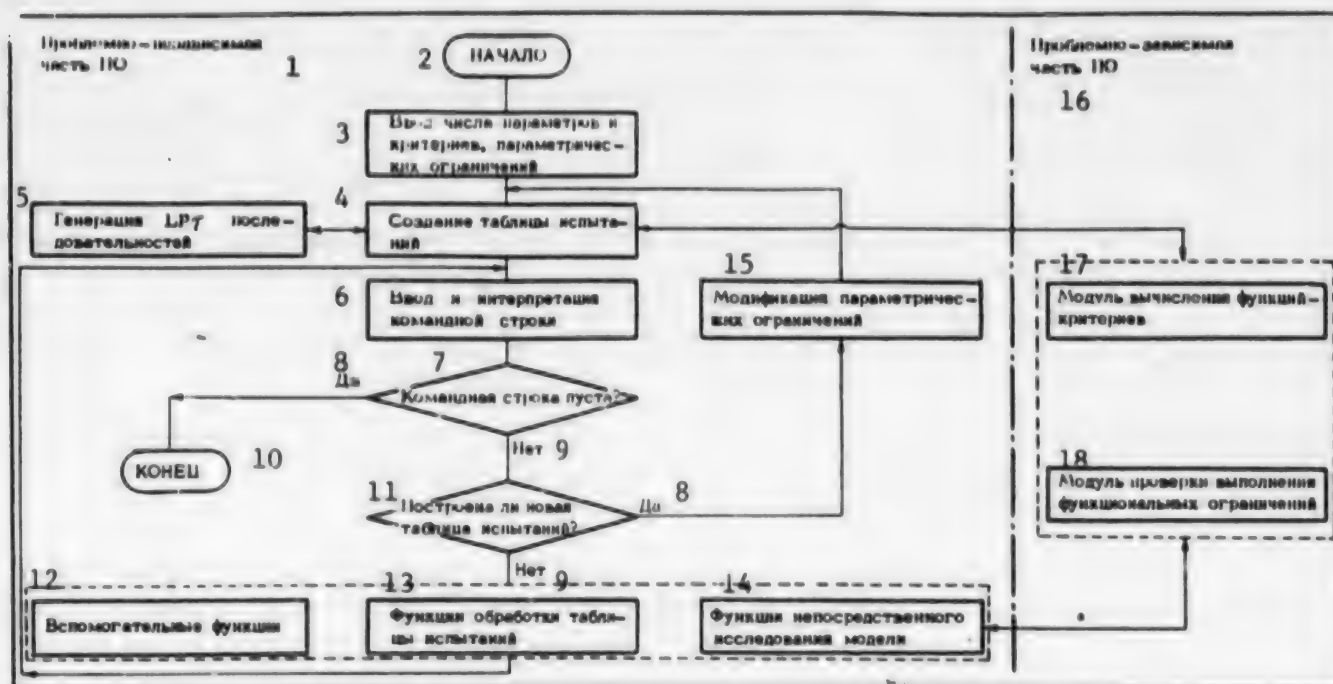 Проблемно-независимая
часть ПО
1
2
НАЧАЛО
Проблемно-зависимая
часть ПО
16
3
Ввод числа параметров и
критериев, параметричес-
ких ограничений
5
Генерация LPτ после-
довательностей
4
Создание таблицы испыта-
ний
6
Ввод и интерпретация
командной строки
15
Модификация параметричес-
ких ограничений
17
Модуль вычисления функций-
критериев
8
Да
7
Командная строка пуста?
Нет 9
КОНЕЦ
10
11
Построена ли новая
таблица испытаний?
Да
8
18
Модуль проверки выполнения
функциональных ограничений
Нет
9
12
Вспомогательные функции
13
Функции обработки табли-
цы испытаний
14
Функции непосредственного
исследования модели